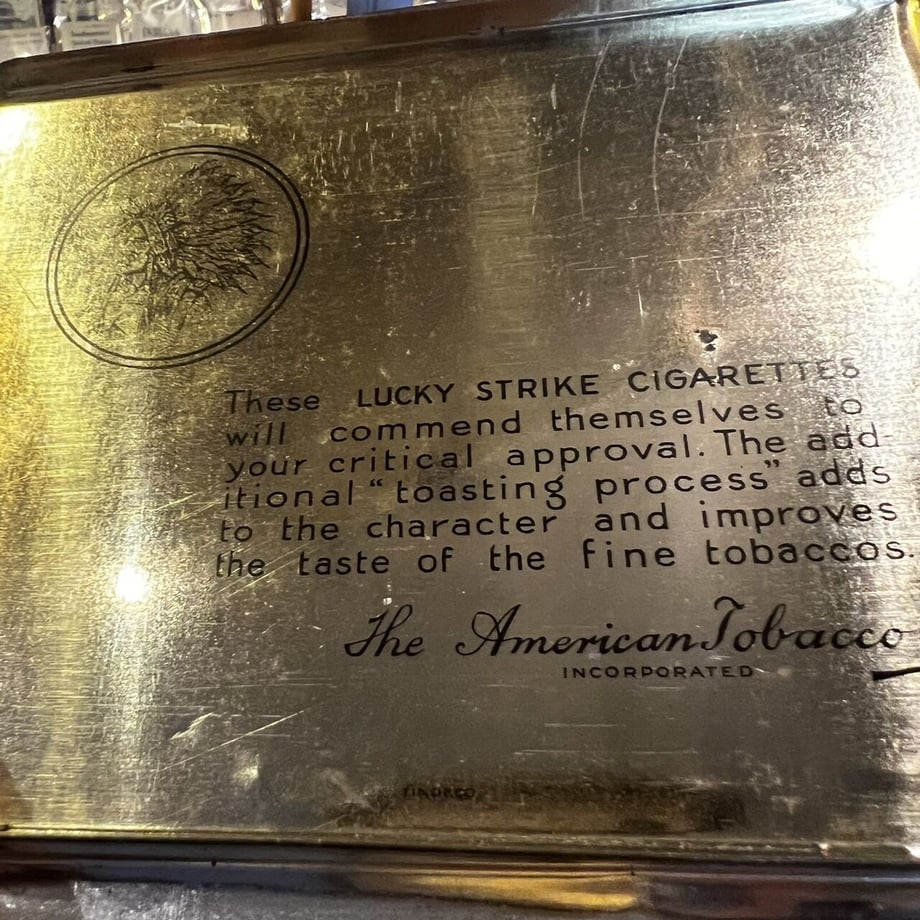 These LUCKY STRIKE CIGARETTES
will commend themselves to
your critical approval. The add-
itional “toasting process” adds
to the character and improves
the taste of the fine tobaccos.
The American Tobacco
INCORPORATED